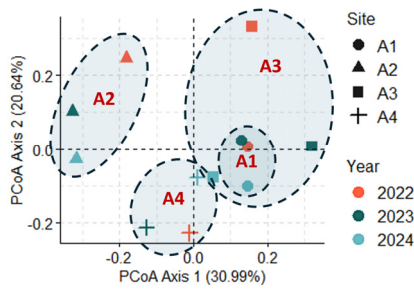 Site
A1
A2
A3
A4
Year
2022
2023
2024
A3
A2
A1
A4
0.2
0.0
-0.2
-0.2
0.0
0.2
PCoA Axis 2 (20.64%)
PCoA Axis 1 (30.99%)